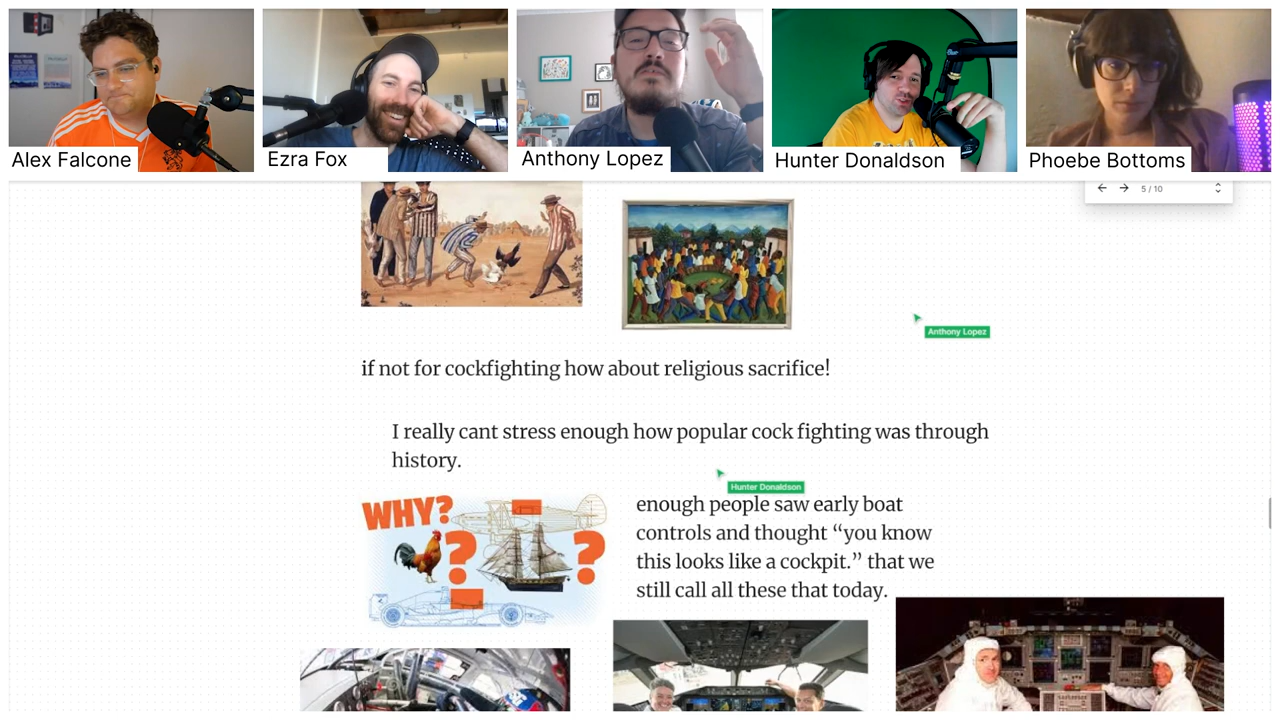 Alex Falcone
Ezra Fox
Anthony Lopez
Hunter Donaldson
Phoebe Bottoms
5 / 10
Anthony Lopez
if not for cockfighting how about religious sacrifice!
I really cant stress enough how popular cock fighting was through
history.
Hunter Donaldson
WHY?
? ?
enough people saw early boat
controls and thought “you know
this looks like a cockpit.” that we
still call all these that today.